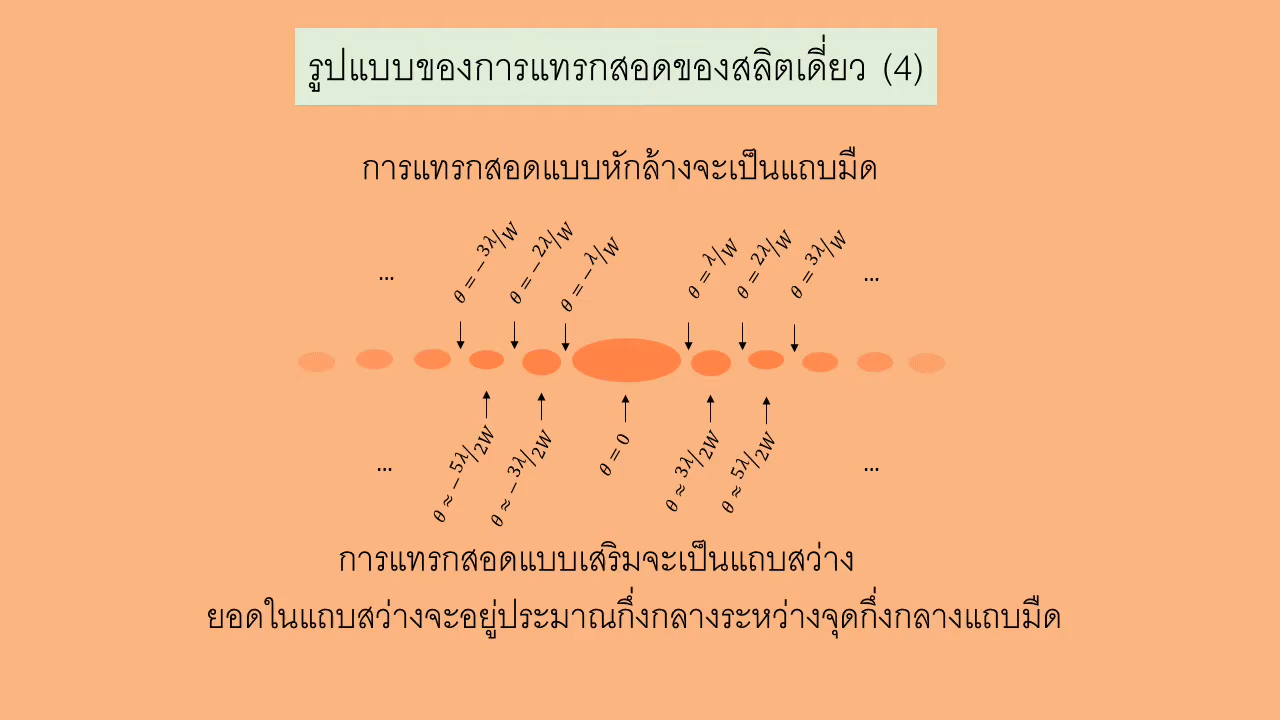 รูปแบบของการแทรกสอดของสลิตเดี่ยว (4)
การแทรกสอดแบบหักล้างจะเป็นแถบมืด
... θ = − 3λ/W θ = − 2λ/W θ = − λ/W θ = λ/W θ = 2λ/W θ = 3λ/W ...
... θ ≈ − 5λ/2W θ ≈ − 3λ/2W θ = 0 θ ≈ 3λ/2W θ ≈ 5λ/2W ...
การแทรกสอดแบบเสริมจะเป็นแถบสว่าง
ยอดในแถบสว่างจะอยู่ประมาณกึ่งกลางระหว่างจุดกึ่งกลางแถบมืด